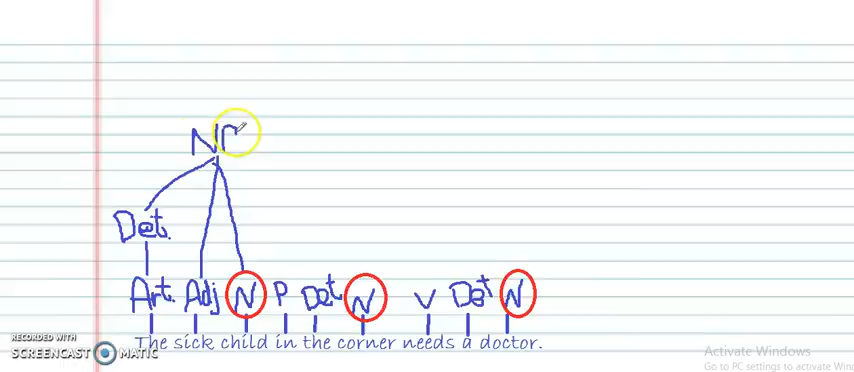 NP
Det.
Art. Adj N P Det N V Det N
The sick child in the corner needs a doctor.
RECORDED WITH
SCREENCAST MATIC
Activate Windows
Go to PC settings to activate Win